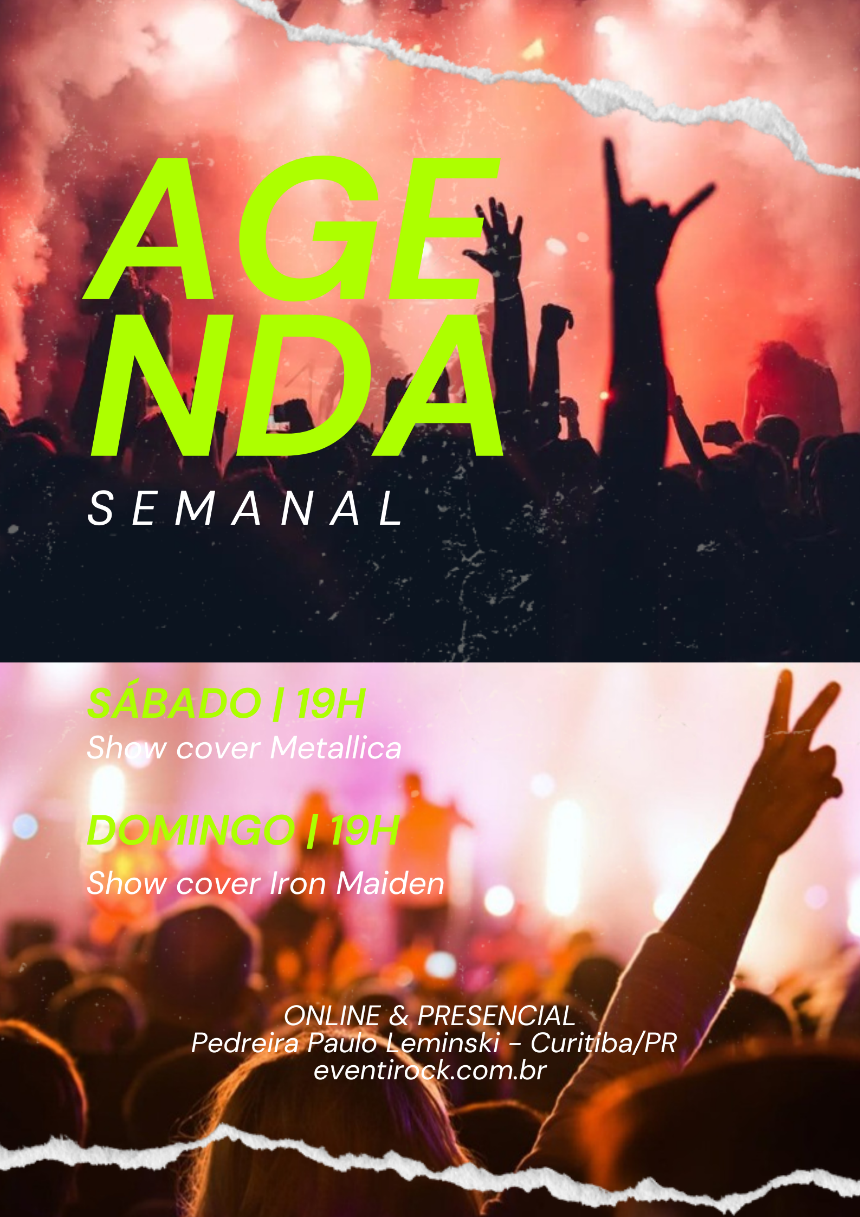 AGE
NDA
SEMANAL
SÁBADO | 19H
Show cover Metallica
DOMINGO | 19H
Show cover Iron Maiden
ONLINE & PRESENCIAL
Pedreira Paulo Leminski – Curitiba/PR
eventirock.com.br